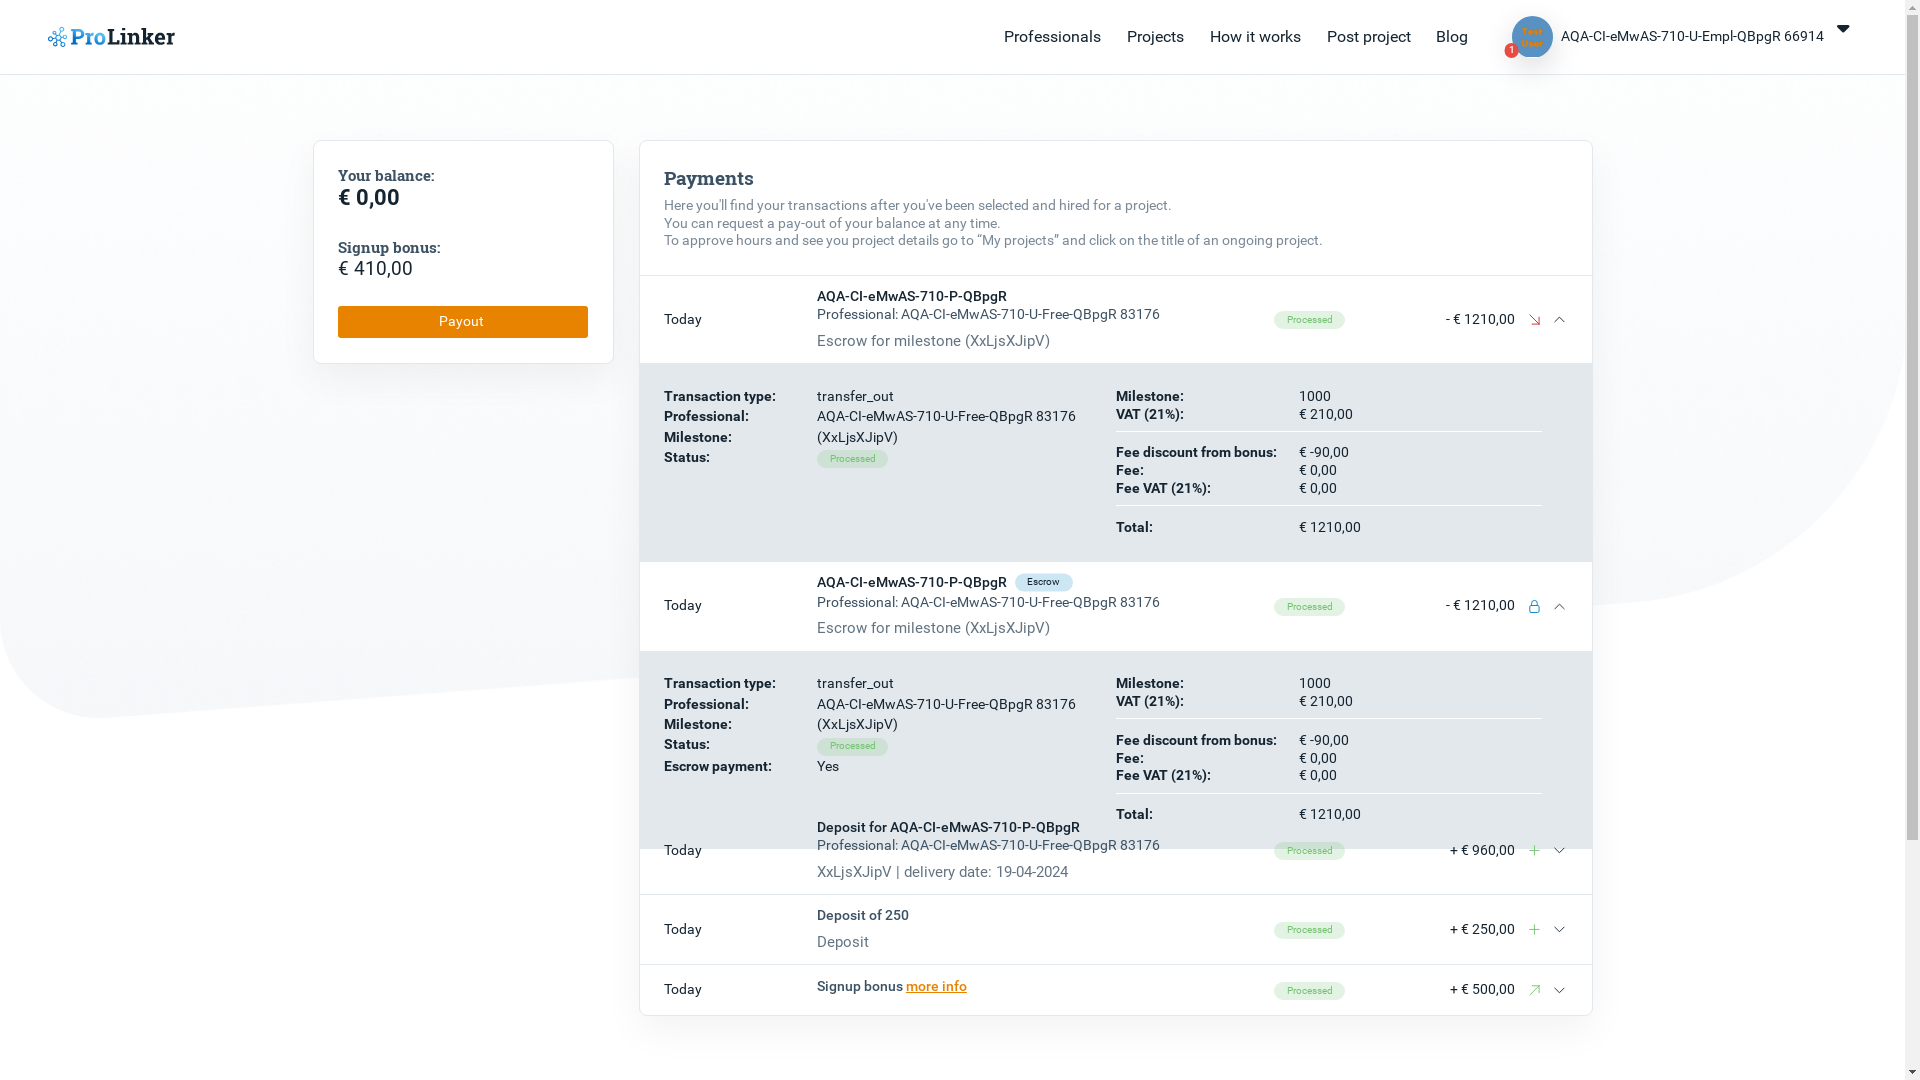 ProLinker
Professionals
Projects
How it works
Post project
Blog
Test User
1
AQA-CI-eMwAS-710-U-Empl-QBpgR 66914
Your balance:
€ 0,00
Signup bonus:
€ 410,00
Payout
Payments
Here you'll find your transactions after you've been selected and hired for a project.
You can request a pay-out of your balance at any time.
To approve hours and see you project details go to “My projects” and click on the title of an ongoing project.
Today
AQA-CI-eMwAS-710-P-QBpgR
Professional: AQA-CI-eMwAS-710-U-Free-QBpgR 83176
Escrow for milestone (XxLjsXJipV)
Processed
- € 1210,00
Transaction type: transfer_out
Professional: AQA-CI-eMwAS-710-U-Free-QBpgR 83176
Milestone: (XxLjsXJipV)
Status: Processed
Milestone: 1000
VAT (21%): € 210,00
Fee discount from bonus: € -90,00
Fee: € 0,00
Fee VAT (21%): € 0,00
Total: € 1210,00
Today
AQA-CI-eMwAS-710-P-QBpgR Escrow
Professional: AQA-CI-eMwAS-710-U-Free-QBpgR 83176
Escrow for milestone (XxLjsXJipV)
Processed
- € 1210,00
Transaction type: transfer_out
Professional: AQA-CI-eMwAS-710-U-Free-QBpgR 83176
Milestone: (XxLjsXJipV)
Status: Processed
Escrow payment: Yes
Milestone: 1000
VAT (21%): € 210,00
Fee discount from bonus: € -90,00
Fee: € 0,00
Fee VAT (21%): € 0,00
Total: € 1210,00
Today
Deposit for AQA-CI-eMwAS-710-P-QBpgR
Professional: AQA-CI-eMwAS-710-U-Free-QBpgR 83176
XxLjsXJipV | delivery date: 19-04-2024
Processed
+ € 960,00
Today
Deposit of 250
Deposit
Processed
+ € 250,00
Today
Signup bonus more info
Processed
+ € 500,00